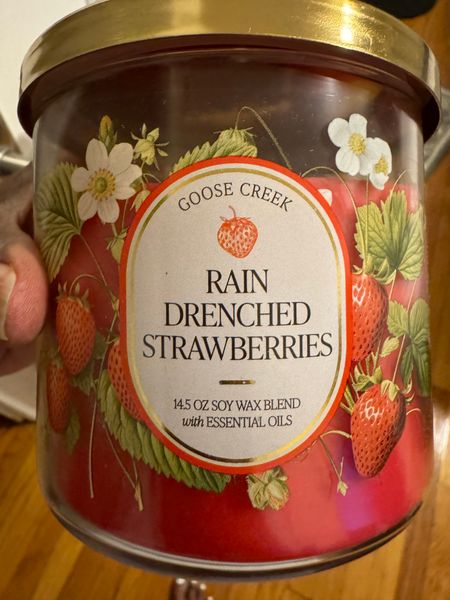 GOOSE CREEK
RAIN
DRENCHED
STRAWBERRIES
14.5 OZ SOY WAX BLEND
with ESSENTIAL OILS